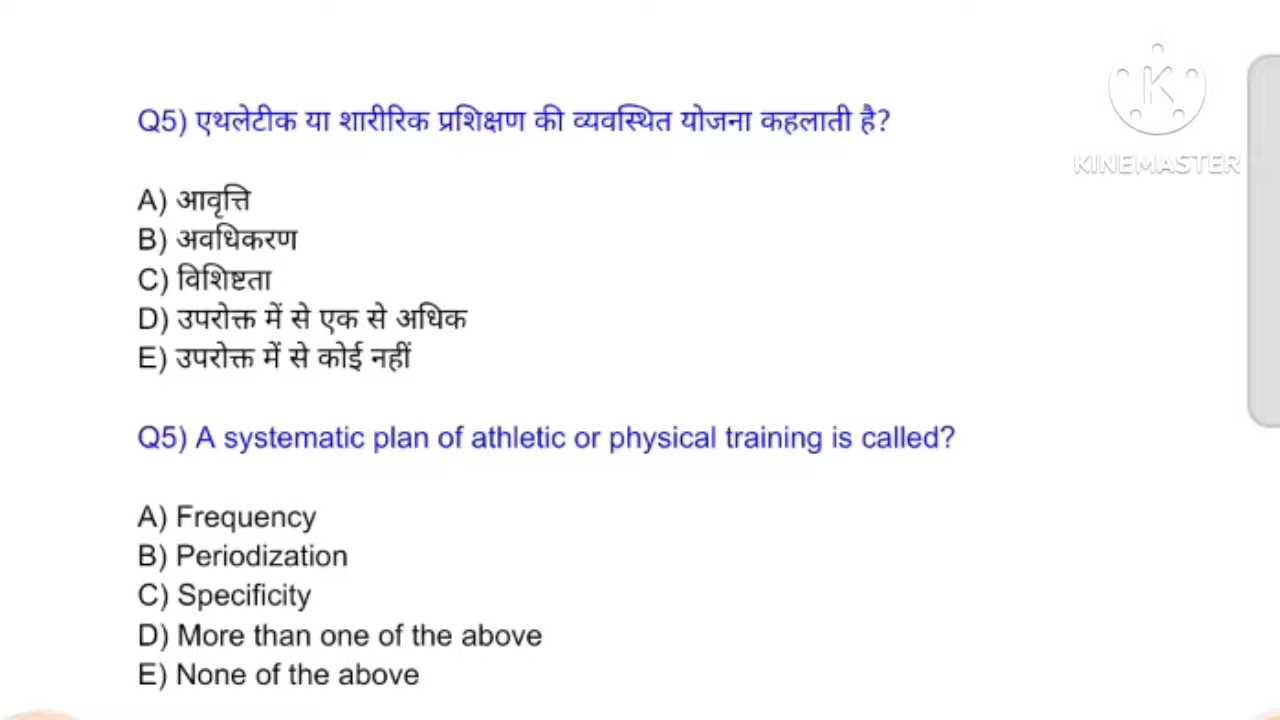 Q5) एथलेटीक या शारीरिक प्रशिक्षण की व्यवस्थित योजना कहलाती है?
A) आवृत्ति
B) अवधिकरण
C) विशिष्टता
D) उपरोक्त में से एक से अधिक
E) उपरोक्त में से कोई नहीं
Q5) A systematic plan of athletic or physical training is called?
A) Frequency
B) Periodization
C) Specificity
D) More than one of the above
E) None of the above
K
KINEMASTER